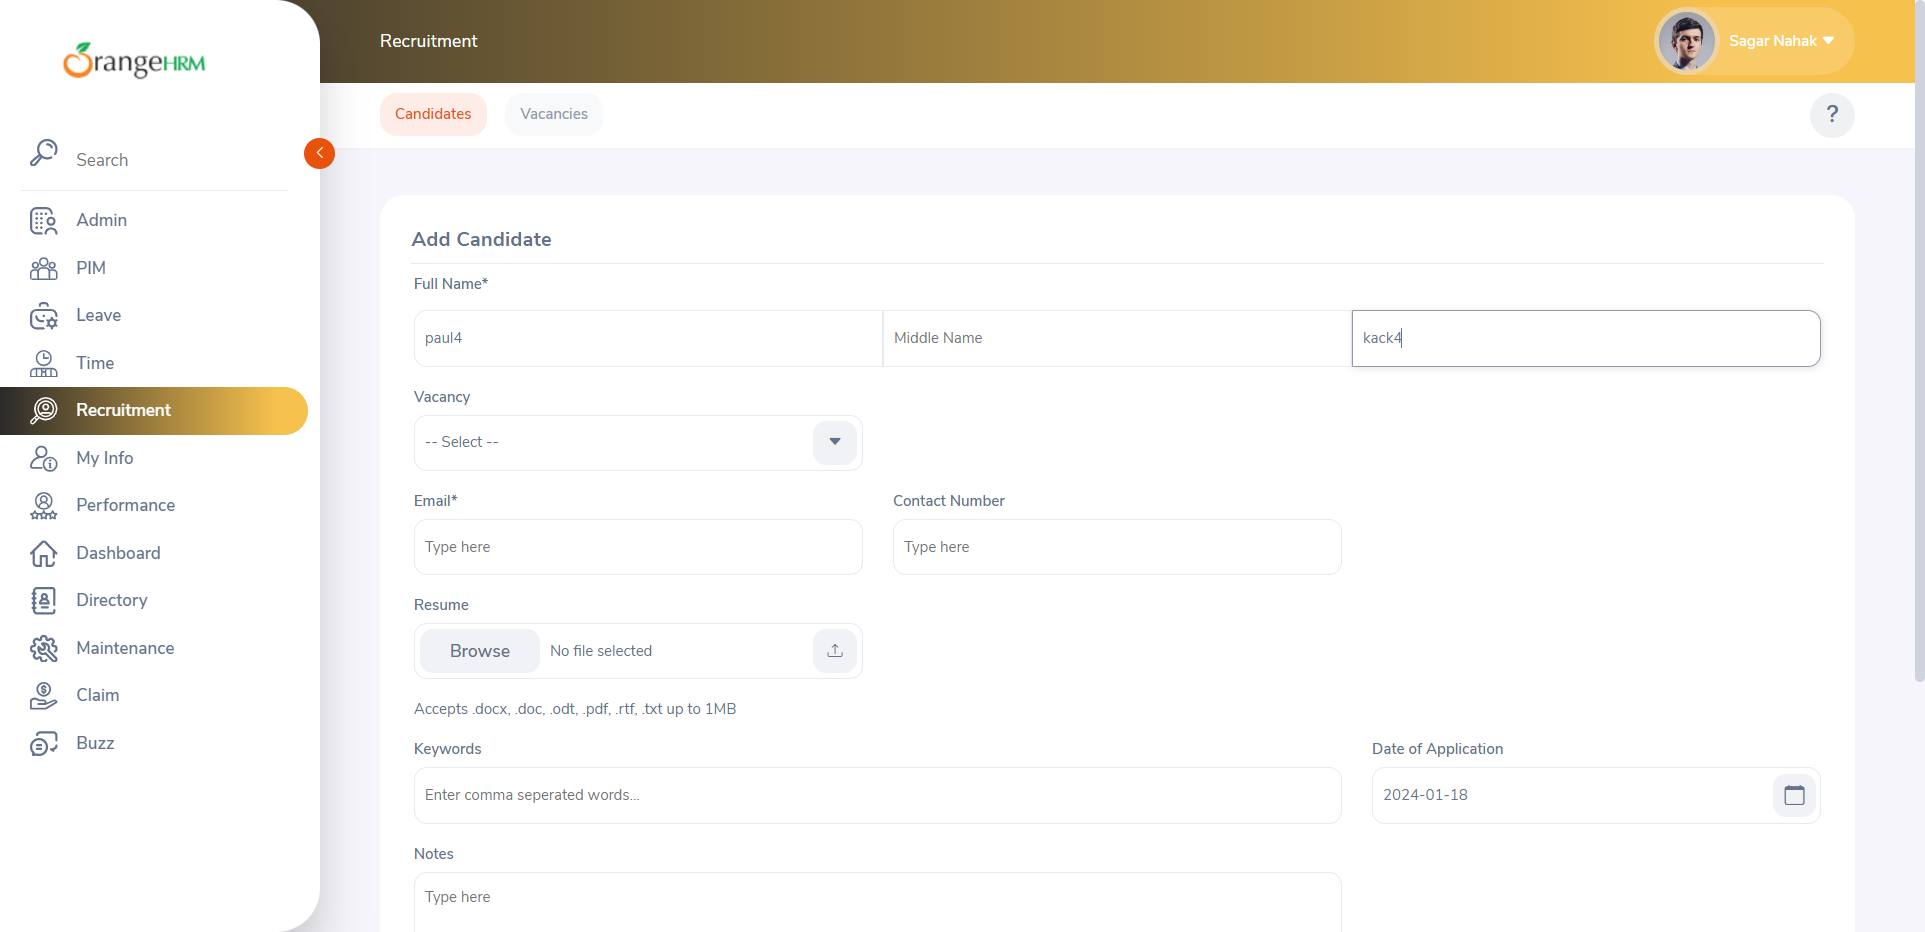 OrangeHRM
Recruitment
Sagar Nahak
Candidates
Vacancies
?
Search
Admin
PIM
Leave
Time
Recruitment
My Info
Performance
Dashboard
Directory
Maintenance
Claim
Buzz
Add Candidate
Full Name*
paul4
Middle Name
kack4
Vacancy
-- Select --
Email*
Contact Number
Type here
Type here
Resume
Browse
No file selected
Accepts .docx, .doc, .odt, .pdf, .rtf, .txt up to 1MB
Keywords
Date of Application
Enter comma seperated words...
2024-01-18
Notes
Type here